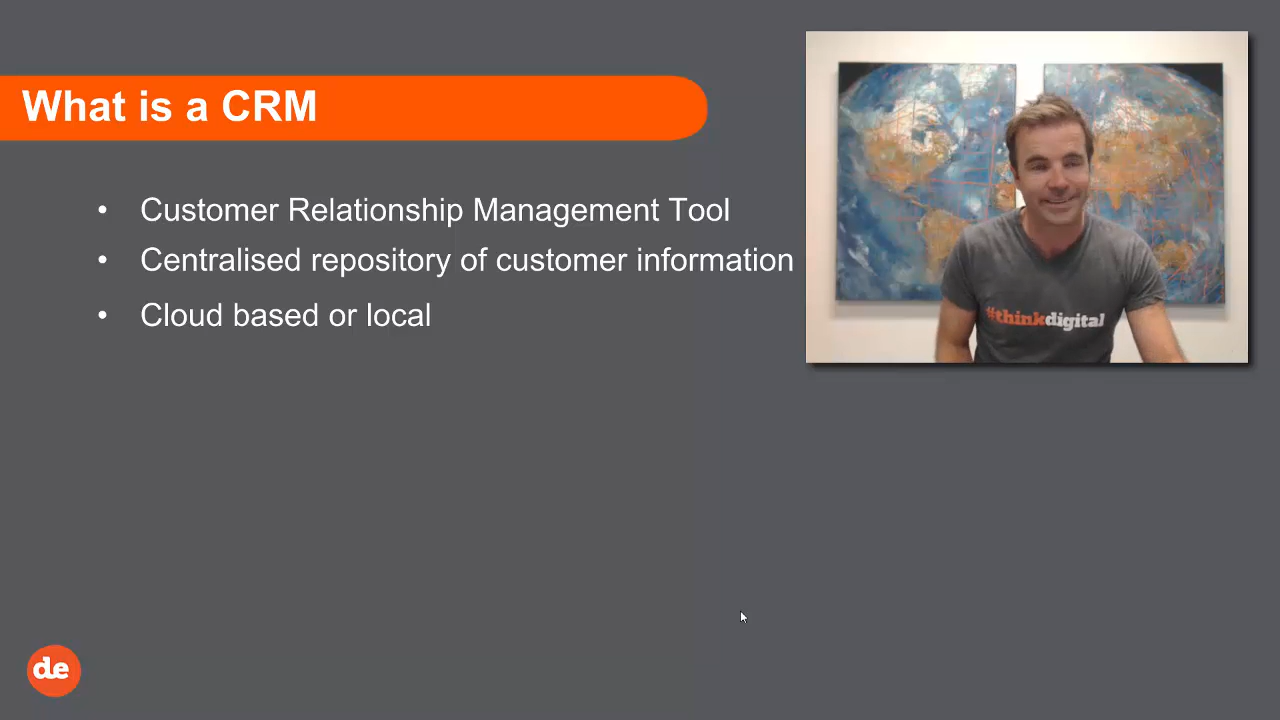 What is a CRM
• Customer Relationship Management Tool
• Centralised repository of customer information
• Cloud based or local
#thinkdigital
de